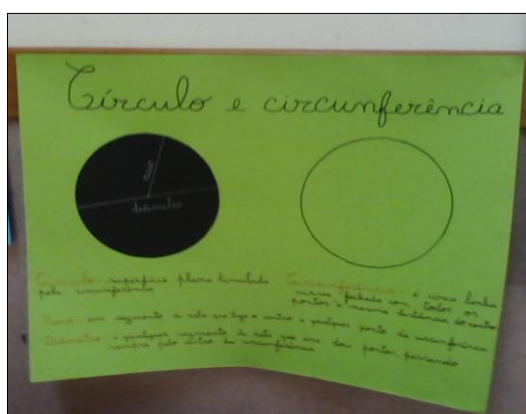 Círculo e circunferência
raio
diâmetro
Círculo - superfície plana limitada
pela circunferência
Circunferência - é uma linha
curva fechada com todos os
pontos à mesma distância do centro
Raio - um segmento de reta que liga o centro a qualquer ponto da circunferência
Diâmetro - é qualquer segmento de reta que une dois pontos passando
sempre pelo centro da circunferência